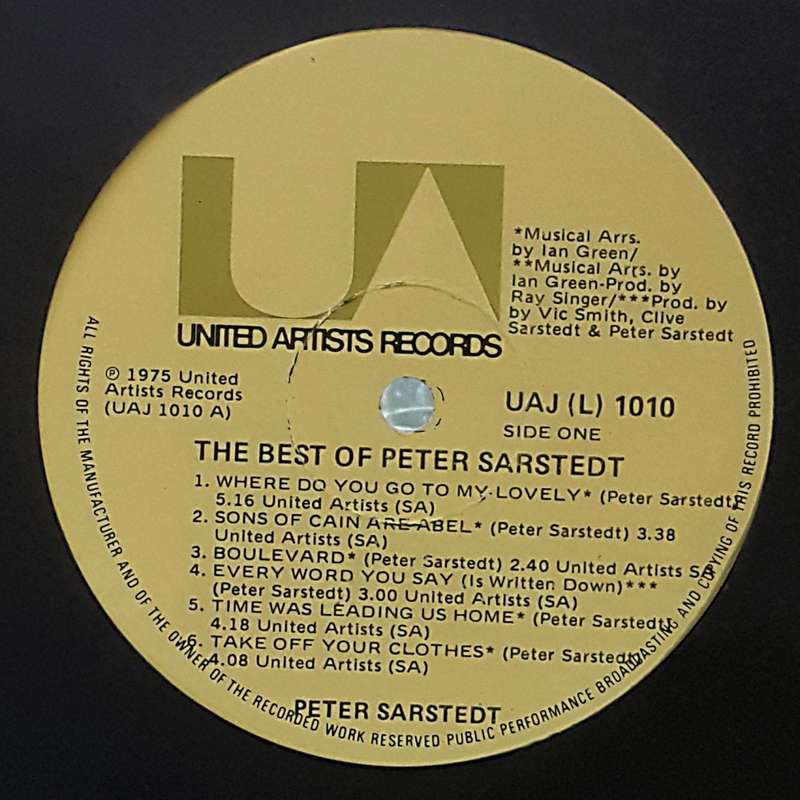 UA
UNITED ARTISTS RECORDS
*Musical Arrs.
by Ian Green/
**Musical Arrs. by
Ian Green-Prod. by
Ray Singer/***Prod. by
by Vic Smith, Clive
Sarstedt & Peter Sarstedt
℗ 1975 United
Artists Records
(UAJ 1010 A)
UAJ (L) 1010
SIDE ONE
THE BEST OF PETER SARSTEDT
1. WHERE DO YOU GO TO MY LOVELY* (Peter Sarstedt)
5.16 United Artists (SA)
2. SONS OF CAIN ARE ABEL* (Peter Sarstedt) 3.38
United Artists (SA)
3. BOULEVARD* (Peter Sarstedt) 2.40 United Artists SA
4. EVERY WORD YOU SAY (Is Written Down)***
(Peter Sarstedt) 3.00 United Artists (SA)
5. TIME WAS LEADING US HOME* (Peter Sarstedt)
4.18 United Artists (SA)
6. TAKE OFF YOUR CLOTHES* (Peter Sarstedt)
4.08 United Artists (SA)
PETER SARSTEDT
ALL RIGHTS OF THE MANUFACTURER AND OF THE OWNER OF THE RECORDED WORK RESERVED PUBLIC PERFORMANCE BROADCASTING AND COPYING OF THIS RECORD PROHIBITED